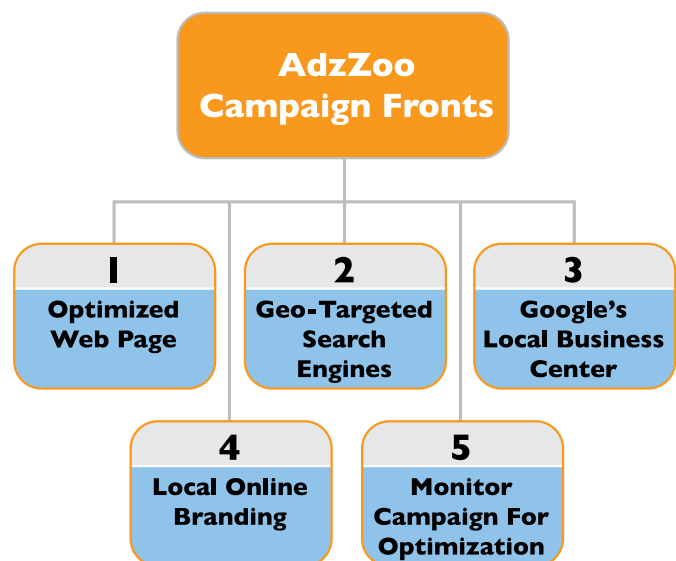 AdzZoo
Campaign Fronts
1
Optimized
Web Page
2
Geo-Targeted
Search
Engines
3
Google's
Local Business
Center
4
Local Online
Branding
5
Monitor
Campaign For
Optimization